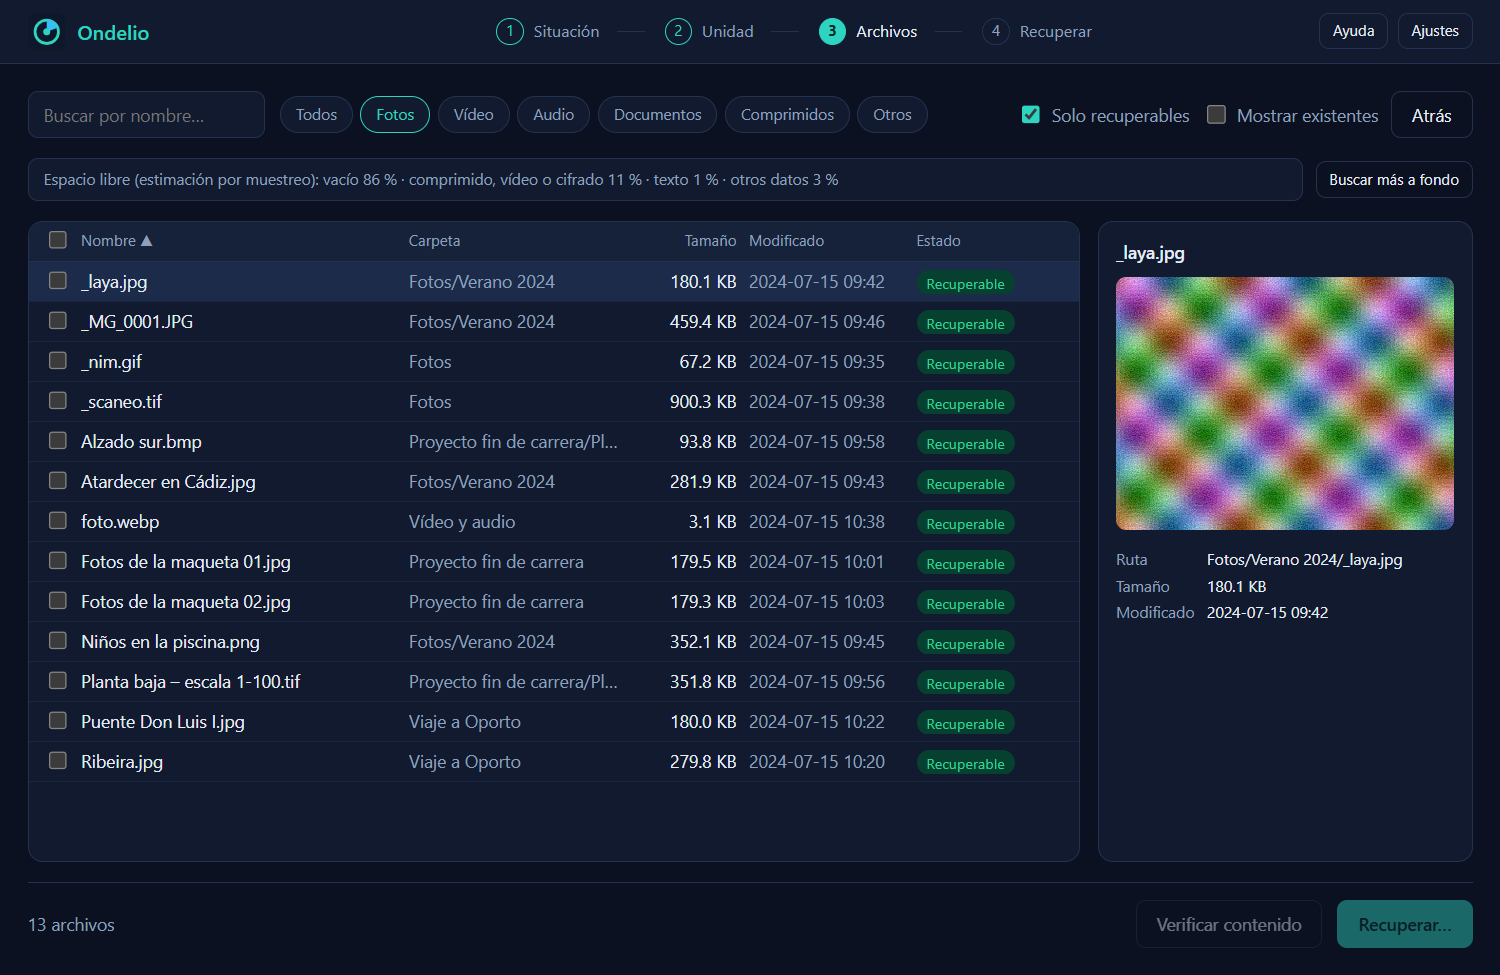 Ondelio
1 Situación
2 Unidad
3 Archivos
4 Recuperar
Ayuda
Ajustes
Buscar por nombre...
Todos
Fotos
Vídeo
Audio
Documentos
Comprimidos
Otros
Solo recuperables
Mostrar existentes
Atrás
Espacio libre (estimación por muestreo): vacío 86 % · comprimido, vídeo o cifrado 11 % · texto 1 % · otros datos 3 %
Buscar más a fondo
Nombre ▲ Carpeta Tamaño Modificado Estado
_laya.jpg Fotos/Verano 2024 180.1 KB 2024-07-15 09:42 Recuperable
_MG_0001.JPG Fotos/Verano 2024 459.4 KB 2024-07-15 09:46 Recuperable
_nim.gif Fotos 67.2 KB 2024-07-15 09:35 Recuperable
_scaneo.tif Fotos 900.3 KB 2024-07-15 09:38 Recuperable
Alzado sur.bmp Proyecto fin de carrera/Pl... 93.8 KB 2024-07-15 09:58 Recuperable
Atardecer en Cádiz.jpg Fotos/Verano 2024 281.9 KB 2024-07-15 09:43 Recuperable
foto.webp Vídeo y audio 3.1 KB 2024-07-15 10:38 Recuperable
Fotos de la maqueta 01.jpg Proyecto fin de carrera 179.5 KB 2024-07-15 10:01 Recuperable
Fotos de la maqueta 02.jpg Proyecto fin de carrera 179.3 KB 2024-07-15 10:03 Recuperable
Niños en la piscina.png Fotos/Verano 2024 352.1 KB 2024-07-15 09:45 Recuperable
Planta baja – escala 1-100.tif Proyecto fin de carrera/Pl... 351.8 KB 2024-07-15 09:56 Recuperable
Puente Don Luis I.jpg Viaje a Oporto 180.0 KB 2024-07-15 10:22 Recuperable
Ribeira.jpg Viaje a Oporto 279.8 KB 2024-07-15 10:20 Recuperable
_laya.jpg
Ruta Fotos/Verano 2024/_laya.jpg
Tamaño 180.1 KB
Modificado 2024-07-15 09:42
13 archivos
Verificar contenido
Recuperar...